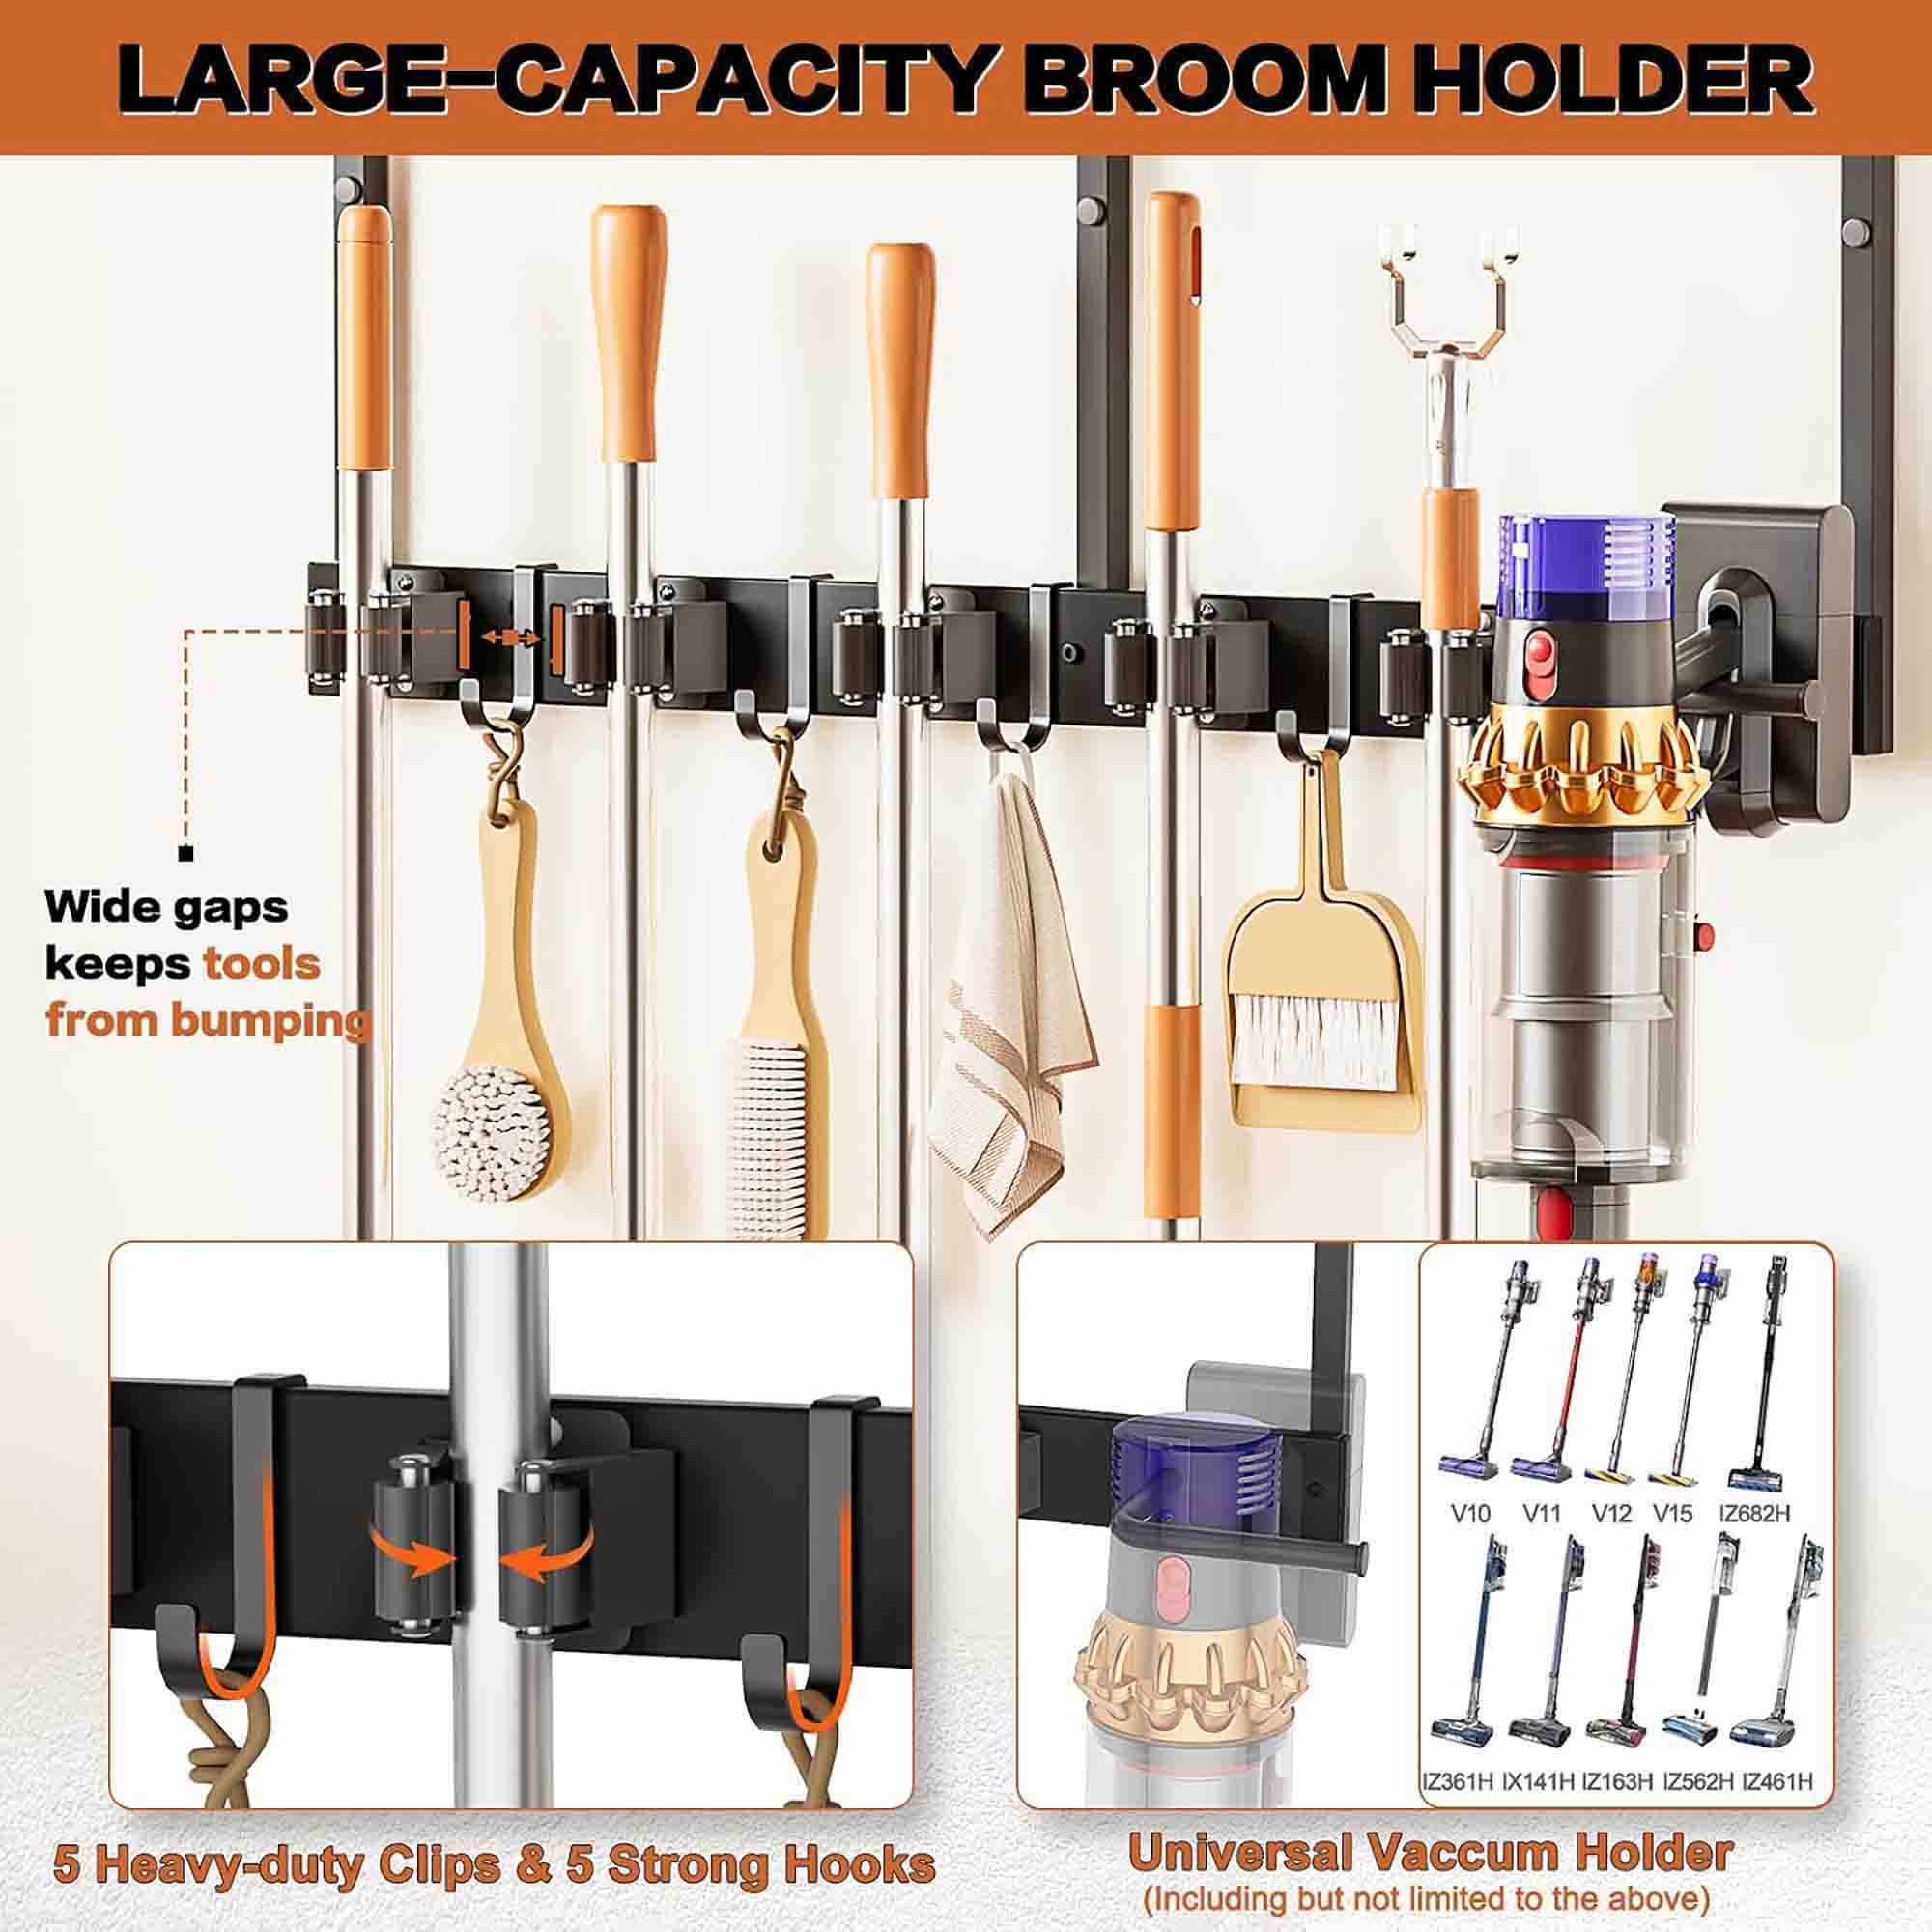 LARGE-CAPACITY BROOM HOLDER
Wide gaps
keeps tools
from bumping
V10 V11 V12 V15 IZ682H
IZ361H IX141H IZ163H IZ562H IZ461H
5 Heavy-duty Clips & 5 Strong Hooks
Universal Vaccum Holder
(Including but not limited to the above)